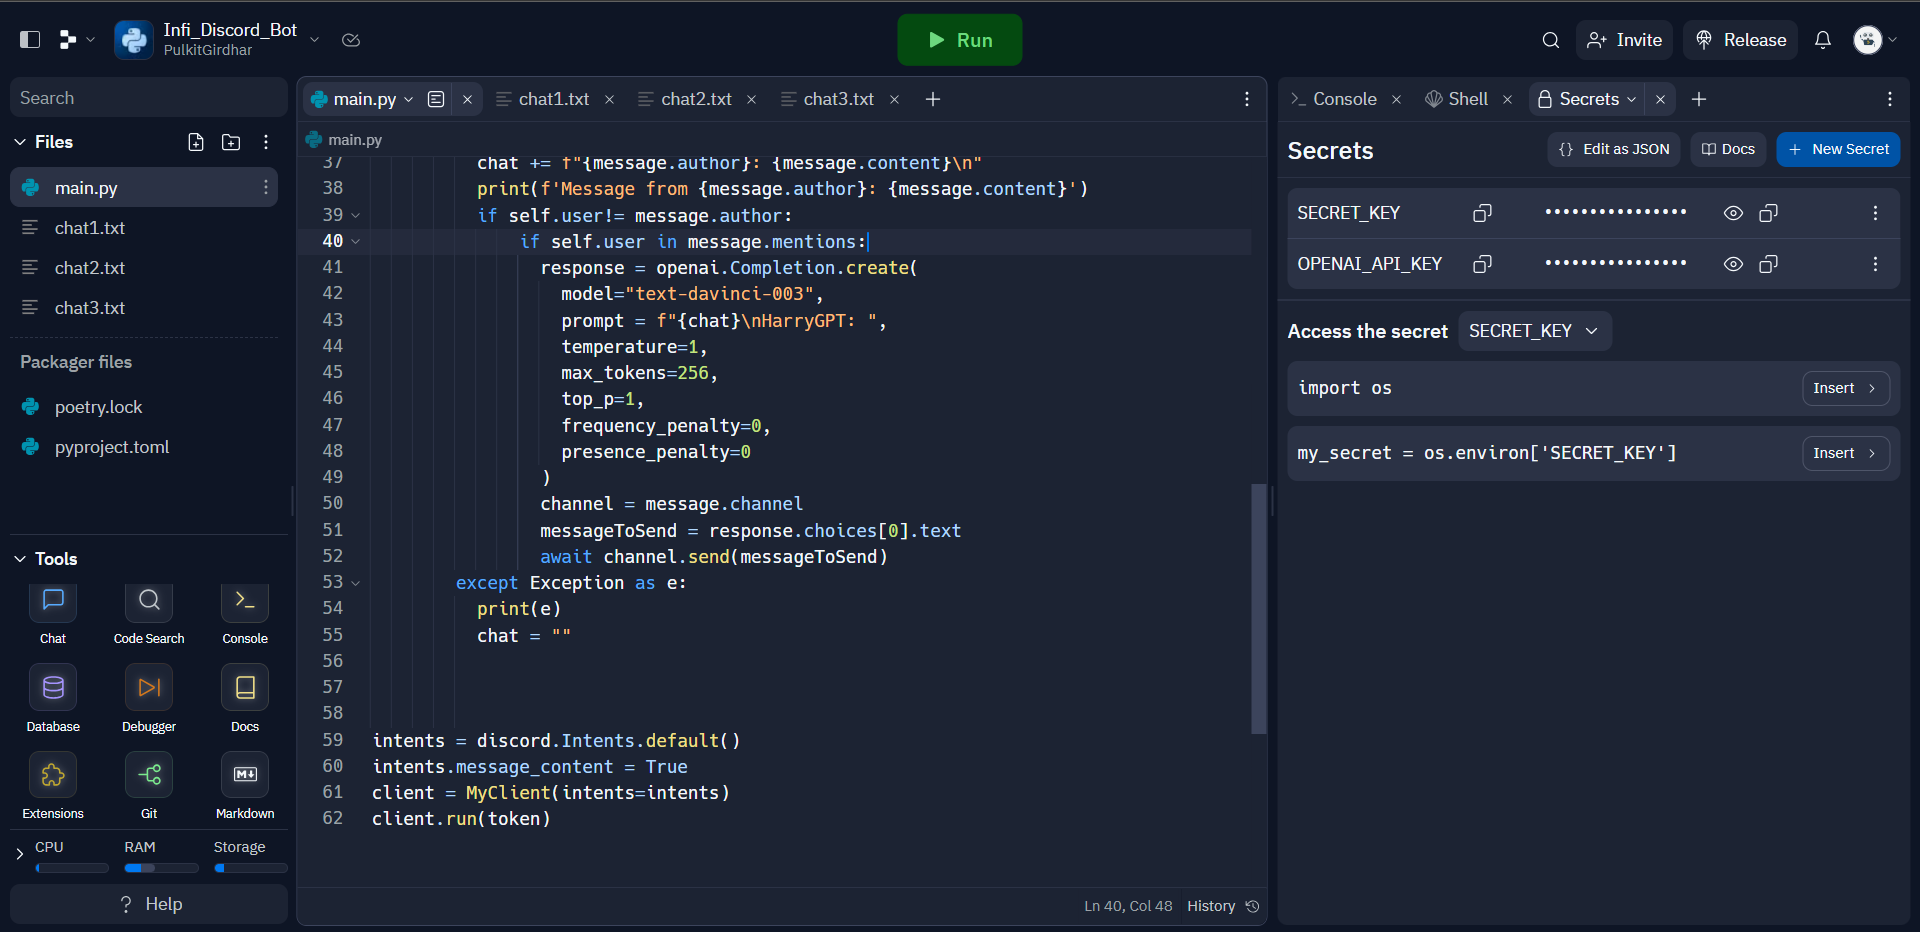 Infi_Discord_Bot
PulkitGirdhar
Run
Invite
Release
Search
Files
main.py
chat1.txt
chat2.txt
chat3.txt
Packager files
poetry.lock
pyproject.toml
Tools
Chat
Code Search
Console
Database
Debugger
Docs
Extensions
Git
Markdown
CPU
RAM
Storage
? Help
main.py
chat1.txt
chat2.txt
chat3.txt
main.py
37 chat += f"{message.author}: {message.content}\n"
38 print(f'Message from {message.author}: {message.content}')
39 if self.user!= message.author:
40 if self.user in message.mentions:
41 response = openai.Completion.create(
42 model="text-davinci-003",
43 prompt = f"{chat}\nHarryGPT: ",
44 temperature=1,
45 max_tokens=256,
46 top_p=1,
47 frequency_penalty=0,
48 presence_penalty=0
49 )
50 channel = message.channel
51 messageToSend = response.choices[0].text
52 await channel.send(messageToSend)
53 except Exception as e:
54 print(e)
55 chat = ""
56
57
58
59 intents = discord.Intents.default()
60 intents.message_content = True
61 client = MyClient(intents=intents)
62 client.run(token)
Ln 40, Col 48
History
Console
Shell
Secrets
Secrets
{} Edit as JSON
Docs
+ New Secret
SECRET_KEY ••••••••••••••••
OPENAI_API_KEY ••••••••••••••••
Access the secret SECRET_KEY
import os
Insert
my_secret = os.environ['SECRET_KEY']
Insert